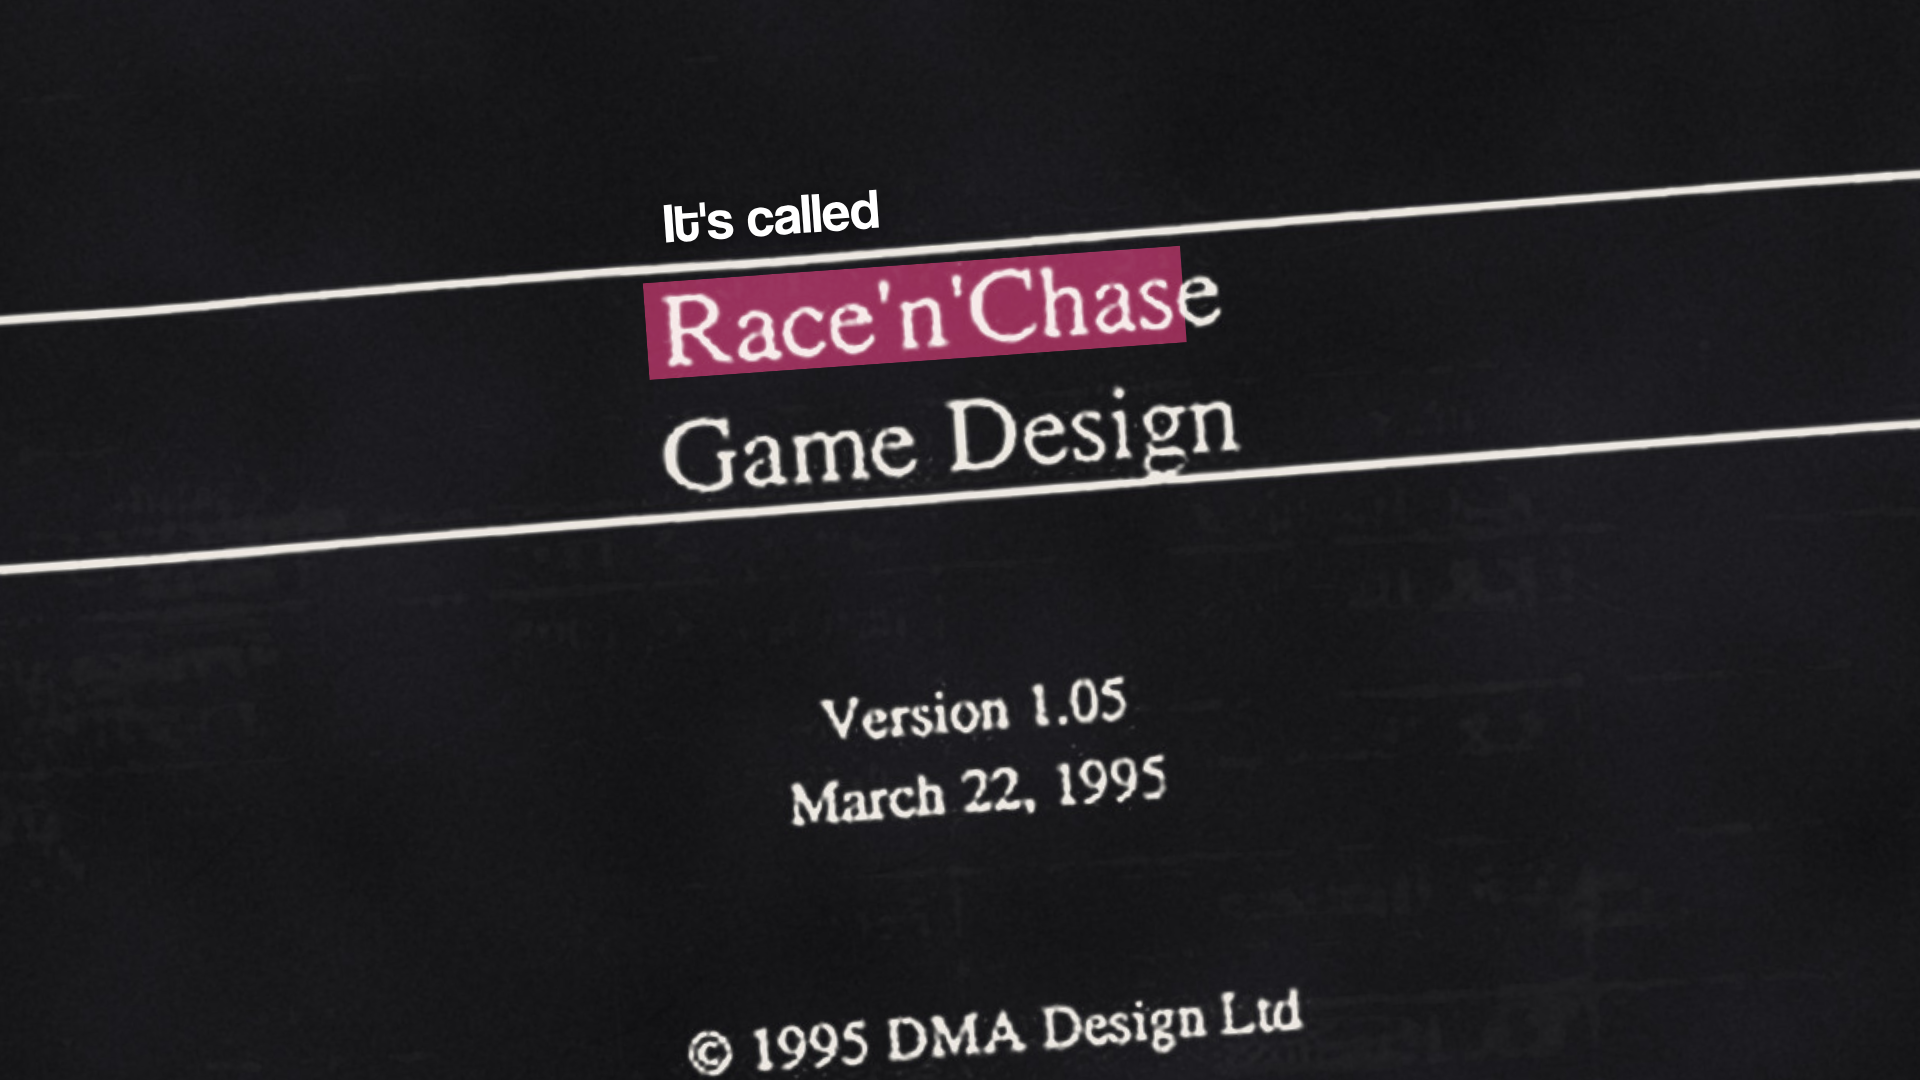 It's called
Race'n'Chase
Game Design
Version 1.05
March 22, 1995
© 1995 DMA Design Ltd